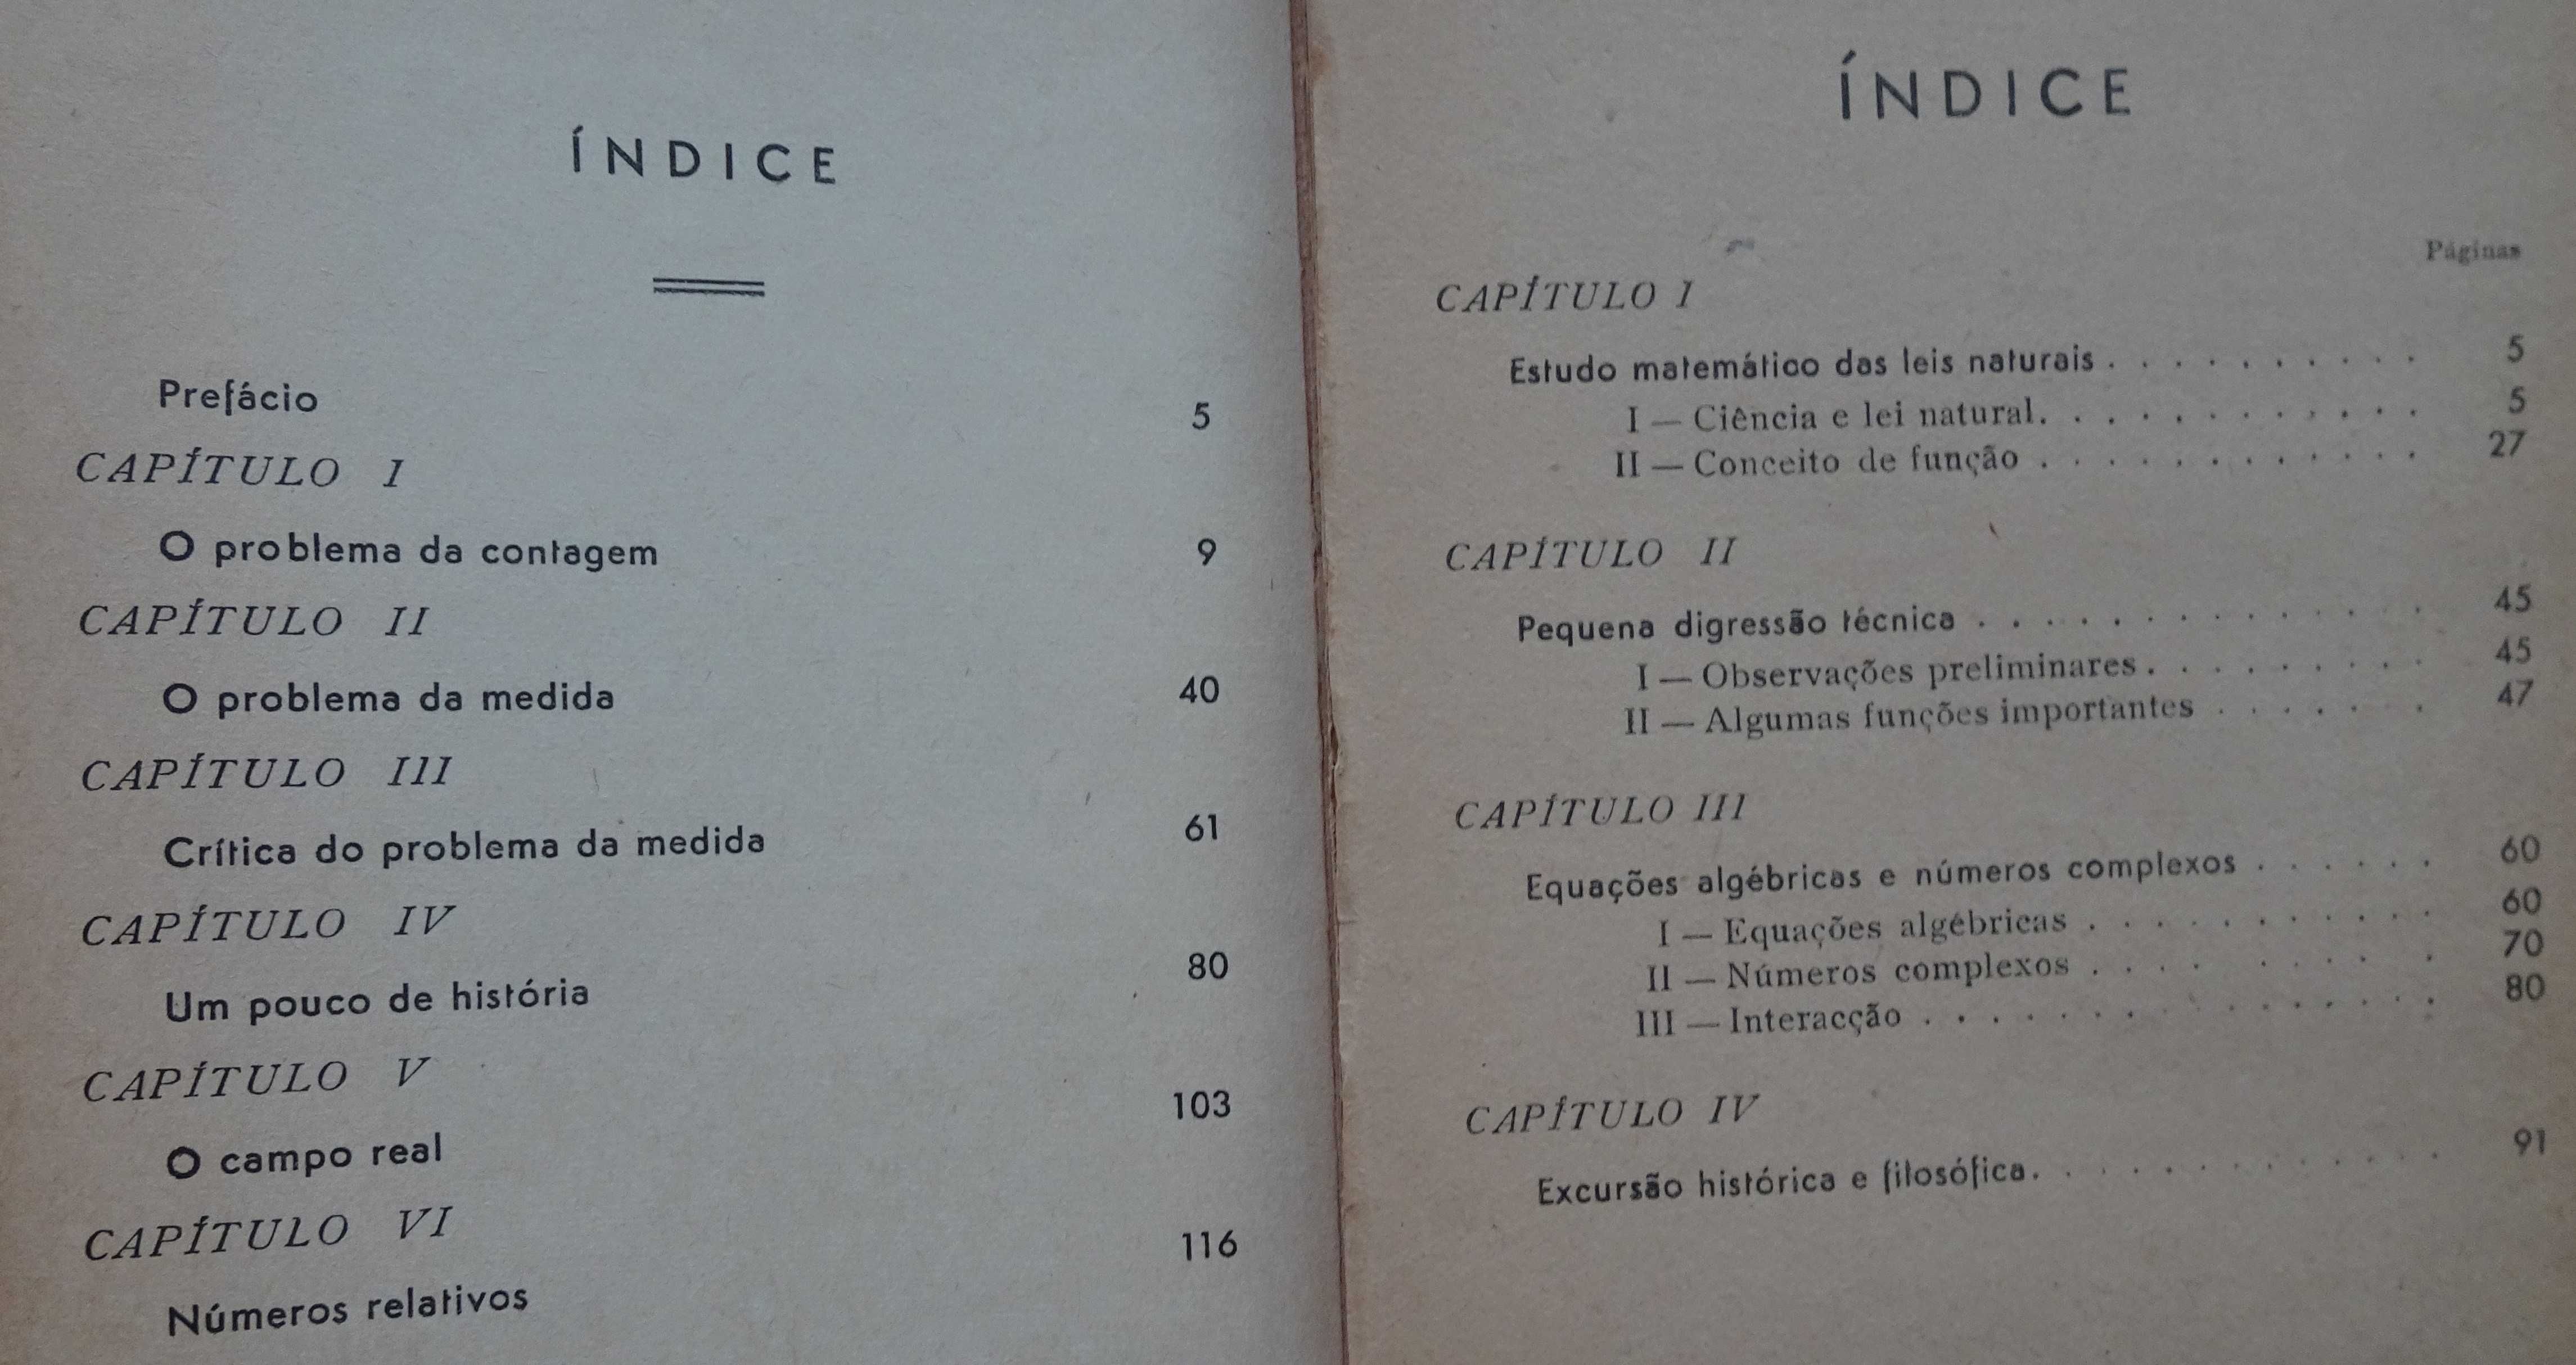 ÍNDICE
Prefácio 5
CAPÍTULO I
O problema da contagem 9
CAPÍTULO II
O problema da medida 40
CAPÍTULO III
Crítica do problema da medida 61
CAPÍTULO IV
Um pouco de história 80
CAPÍTULO V
O campo real 103
CAPÍTULO VI
Números relativos 116
ÍNDICE
Páginas
CAPÍTULO I
Estudo matemático das leis naturais . . . . . . . . . . 5
I — Ciência e lei natural. . . . . . . . . . . . 5
II — Conceito de função . . . . . . . . . . . . 27
CAPÍTULO II
Pequena digressão técnica . . . . . . . . . . . . . . 45
I — Observações preliminares . . . . . . . . . 45
II — Algumas funções importantes . . . . . . . 47
CAPÍTULO III
Equações algébricas e números complexos . . . . . . 60
I — Equações algébricas . . . . . . . . . . . 60
II — Números complexos . . . . . . . . . . 70
III — Interacção . . . . . . . . . . . . . . . 80
CAPÍTULO IV
Excursão histórica e filosófica. . . . . . . . . . . . . 91